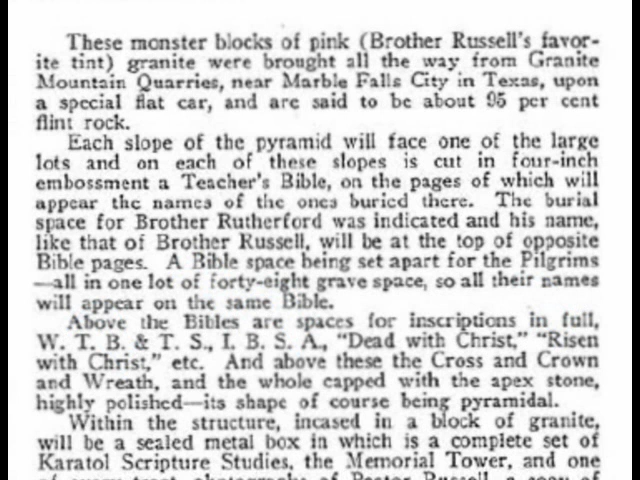 These monster blocks of pink (Brother Russell's favor-
ite tint) granite were brought all the way from Granite
Mountain Quarries, near Marble Falls City in Texas, upon
a special flat car, and are said to be about 95 per cent
flint rock.
Each slope of the pyramid will face one of the large
lots and on each of these slopes is cut in four-inch
embossment a Teacher's Bible, on the pages of which will
appear the names of the ones buried there. The burial
space for Brother Rutherford was indicated and his name,
like that of Brother Russell, will be at the top of opposite
Bible pages. A Bible space being set apart for the Pilgrims
—all in one lot of forty-eight grave space, so all their names
will appear on the same Bible.
Above the Bibles are spaces for inscriptions in full,
W. T. B. & T. S., I. B. S. A., "Dead with Christ," "Risen
with Christ," etc. And above these the Cross and Crown
and Wreath, and the whole capped with the apex stone,
highly polished—its shape of course being pyramidal.
Within the structure, incased in a block of granite,
will be a sealed metal box in which is a complete set of
Karatol Scripture Studies, the Memorial Tower, and one